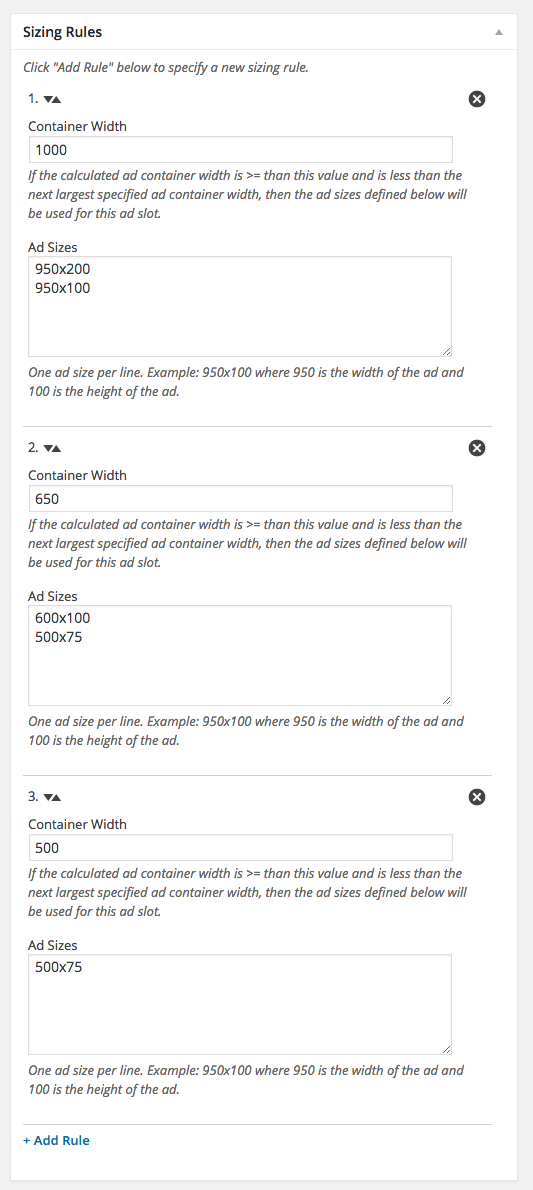 Sizing Rules
Click "Add Rule" below to specify a new sizing rule.
1.
Container Width
1000
If the calculated ad container width is >= than this value and is less than the
next largest specified ad container width, then the ad sizes defined below will
be used for this ad slot.
Ad Sizes
950x200
950x100
One ad size per line. Example: 950x100 where 950 is the width of the ad and
100 is the height of the ad.
2.
Container Width
650
If the calculated ad container width is >= than this value and is less than the
next largest specified ad container width, then the ad sizes defined below will
be used for this ad slot.
Ad Sizes
600x100
500x75
One ad size per line. Example: 950x100 where 950 is the width of the ad and
100 is the height of the ad.
3.
Container Width
500
If the calculated ad container width is >= than this value and is less than the
next largest specified ad container width, then the ad sizes defined below will
be used for this ad slot.
Ad Sizes
500x75
One ad size per line. Example: 950x100 where 950 is the width of the ad and
100 is the height of the ad.
+ Add Rule